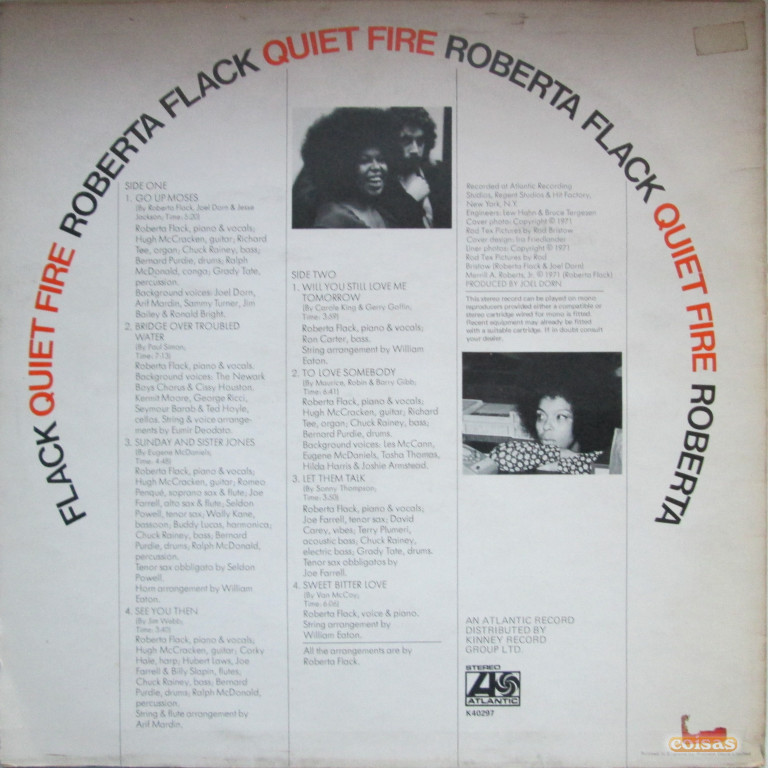 FLACK QUIET FIRE ROBERTA FLACK QUIET FIRE ROBERTA FLACK QUIET FIRE ROBERTA
SIDE ONE
1. GO UP MOSES
(By Roberta Flack, Joel Dorn & Jesse
Jackson; Time: 5:20)
Roberta Flack, piano & vocals;
Hugh McCracken, guitar; Richard
Tee, organ; Chuck Rainey, bass;
Bernard Purdie, drums; Ralph
McDonald, conga; Grady Tate,
percussion.
Background voices: Joel Dorn,
Arif Mardin, Sammy Turner, Jim
Bailey & Ronald Bright.
2. BRIDGE OVER TROUBLED
WATER
(By Paul Simon,
Time: 7:13)
Roberta Flack, piano & vocals.
Background voices: The Newark
Boys Chorus & Cissy Houston.
Kermit Moore, George Ricci,
Seymour Barab & Ted Hoyle,
cellos. String & voice arrange-
ments by Eumir Deodato.
3. SUNDAY AND SISTER JONES
(By Eugene McDaniels,
Time: 4:48)
Roberta Flack, piano & vocals;
Hugh McCracken, guitar; Romeo
Penque, soprano sax & flute; Joe
Farrell, alto sax & flute; Seldon
Powell, tenor sax; Wally Kane,
bassoon; Buddy Lucas, harmonica;
Chuck Rainey, bass; Bernard
Purdie, drums; Ralph McDonald,
percussion.
Tenor sax obbligato by Seldon
Powell.
Horn arrangement by William
Eaton.
4. SEE YOU THEN
(By Jim Webb,
Time: 3:40)
Roberta Flack, piano & vocals;
Hugh McCracken, guitar; Corky
Hale, harp; Hubert Laws, Joe
Farrell & Billy Slapin, flutes;
Chuck Rainey, bass; Bernard
Purdie, drums; Ralph McDonald,
percussion.
String & flute arrangement by
Arif Mardin.
SIDE TWO
1. WILL YOU STILL LOVE ME
TOMORROW
(By Carole King & Gerry Goffin,
Time: 3:59)
Roberta Flack, piano & vocals;
Ron Carter, bass.
String arrangement by William
Eaton.
2. TO LOVE SOMEBODY
(By Maurice, Robin & Barry Gibb;
Time: 6:41)
Roberta Flack, piano & vocals;
Hugh McCracken, guitar; Richard
Tee, organ; Chuck Rainey, bass;
Bernard Purdie, drums.
Background voices: Les McCann,
Eugene McDaniels, Tasha Thomas,
Hilda Harris & Joshie Armstead.
3. LET THEM TALK
(By Sonny Thompson;
Time: 3:50)
Roberta Flack, piano & vocals;
Joe Farrell, tenor sax; David
Carey, vibes; Terry Plumeri,
acoustic bass; Chuck Rainey,
electric bass; Grady Tate, drums.
Tenor sax obbligatos by
Joe Farrell.
4. SWEET BITTER LOVE
(By Van McCoy,
Time: 6:06)
Roberta Flack, voice & piano.
String arrangement by
William Eaton.
All the arrangements are by
Roberta Flack.
Recorded at Atlantic Recording
Studios, Regent Studios & Hit Factory,
New York, N.Y.
Engineers: Lew Hahn & Bruce Tergesen
Cover photo: Copyright © 1971
Rod Tex Pictures by Rod Bristow
Cover design: Ira Friedlander
Liner photos: Copyright © 1971
Rod Tex Pictures by Rod
Bristow (Roberta Flack & Joel Dorn)
Merrill A. Roberts, Jr. © 1971 (Roberta Flack)
PRODUCED BY JOEL DORN
This stereo record can be played on mono
reproducers provided either a compatible or
stereo cartridge wired for mono is fitted.
Recent equipment may already be fitted
with a suitable cartridge. If in doubt consult
your dealer.
AN ATLANTIC RECORD
DISTRIBUTED BY
KINNEY RECORD
GROUP LTD.
STEREO
ATLANTIC
K40297
coisas